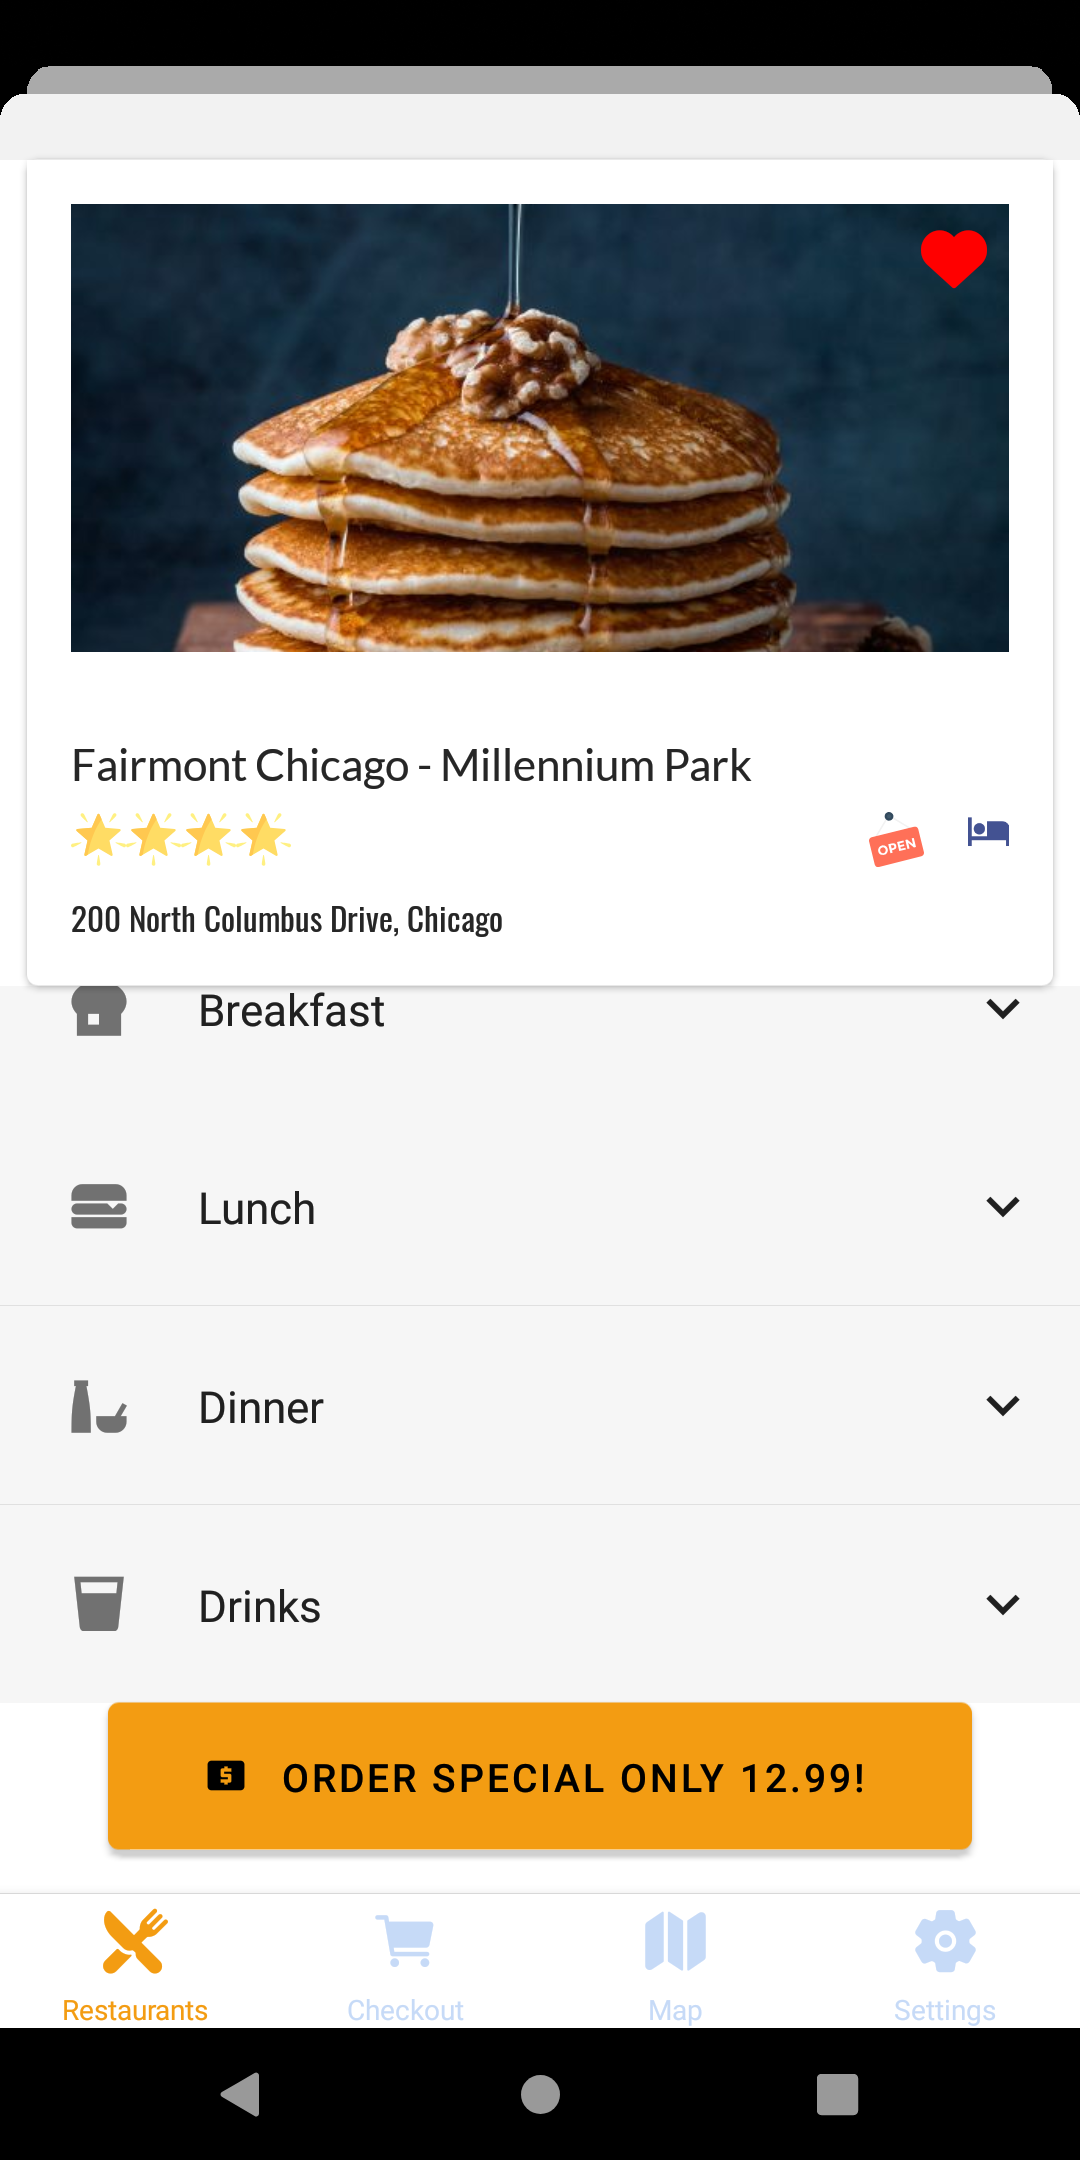 Fairmont Chicago - Millennium Park
OPEN
200 North Columbus Drive, Chicago
Breakfast
Lunch
Dinner
Drinks
ORDER SPECIAL ONLY 12.99!
Restaurants
Checkout
Map
Settings